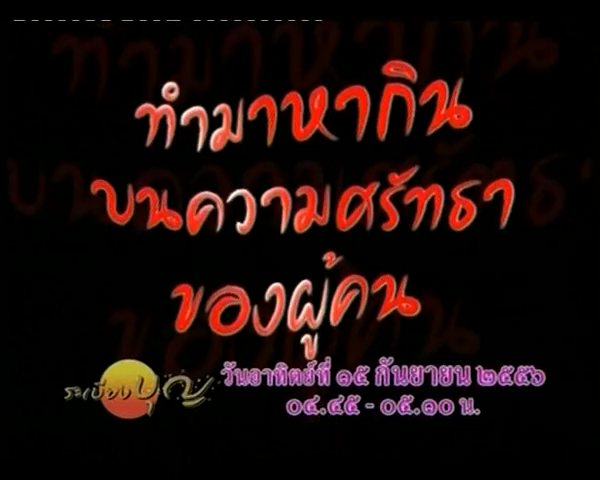 ทำมาหากิน
บนความศรัทธา
ของผู้คน
ระเบียงบุญ
วันอาทิตย์ที่ ๑๕ กันยายน ๒๕๕๖
๐๔.๔๕ - ๐๕.๑๐ น.